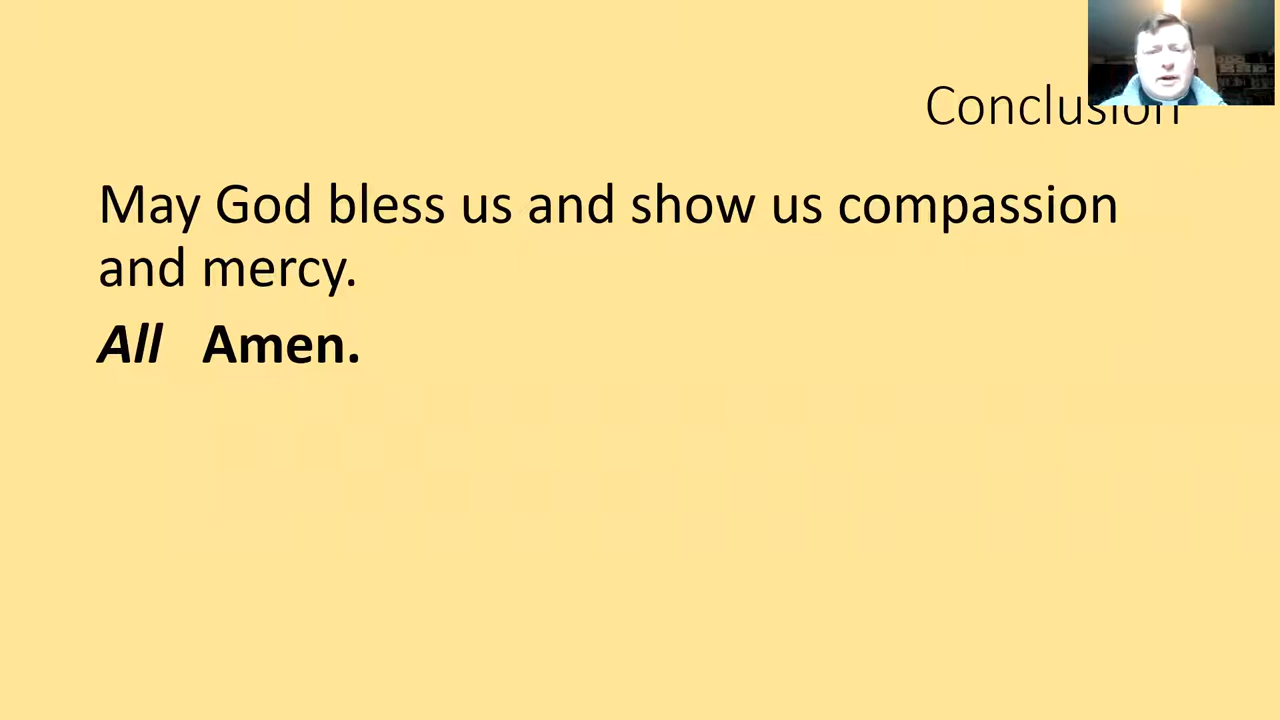 Conclusion
May God bless us and show us compassion
and mercy.
All Amen.